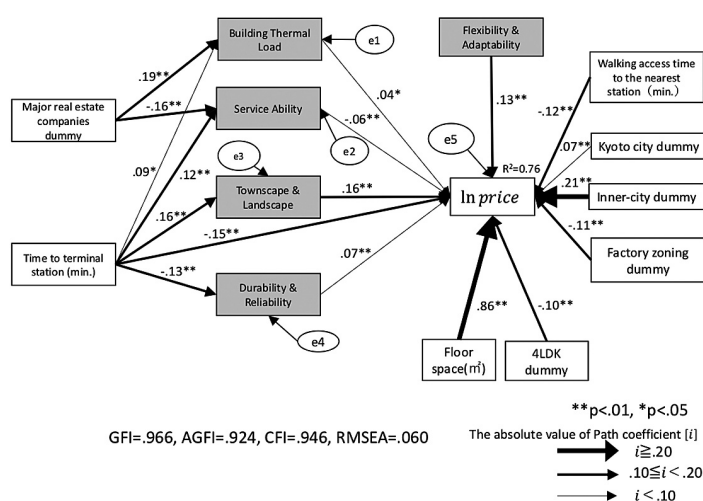 Building Thermal
Load
e1
Flexibility &
Adaptability
Walking access time
to the nearest
station（min.）
.19**
.04*
Major real estate
companies
dummy
-.16**
Service Ability
-.06**
.13**
-.12**
e5
e2
e3
.07**
Kyoto city dummy
R²=0.76
.09*
.12**
Townscape &
Landscape
.16**
ln price
.21**
Inner-city dummy
.16**
-.15**
-.11**
Time to terminal
station (min.)
Factory zoning
dummy
-.13**
Durability &
Reliability
.07**
e4
.86**
-.10**
Floor
space(㎡)
4LDK
dummy
**p<.01, *p<.05
GFI=.966, AGFI=.924, CFI=.946, RMSEA=.060
The absolute value of Path coefficient [i]
i≧.20
.10≦i＜.20
i＜.10